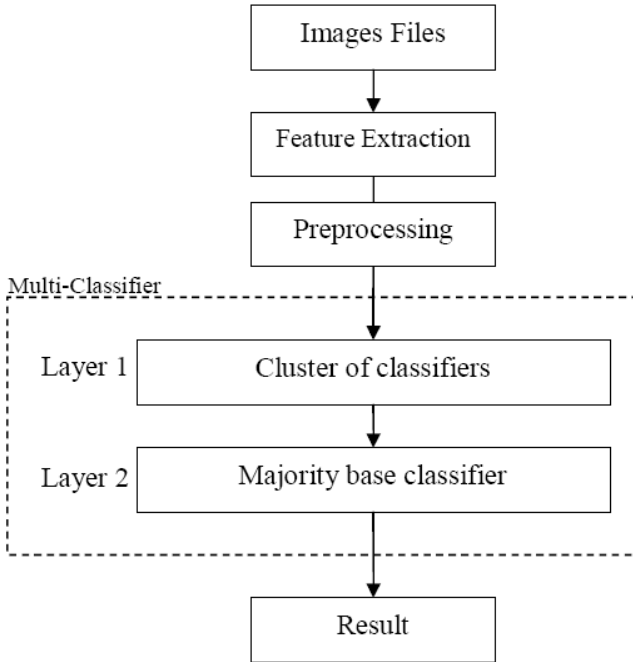 Images Files
Feature Extraction
Preprocessing
Multi-Classifier
Layer 1
Cluster of classifiers
Layer 2
Majority base classifier
Result